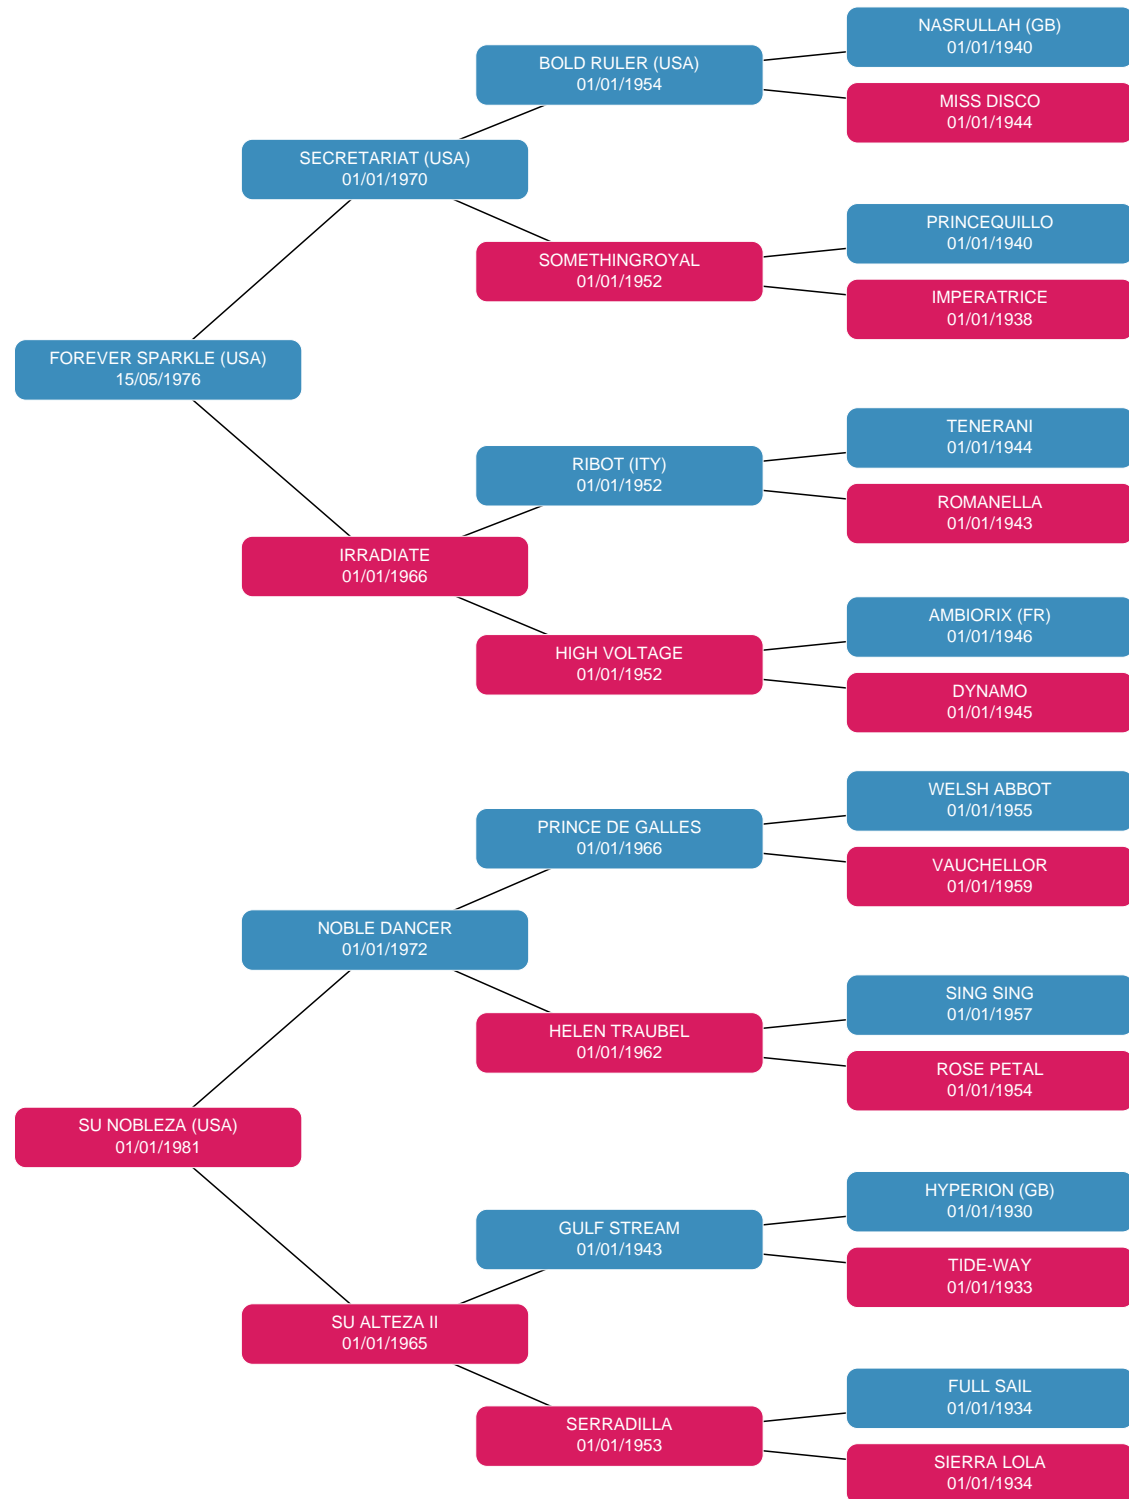 NASRULLAH (GB)
01/01/1940
BOLD RULER (USA)
01/01/1954
MISS DISCO
01/01/1944
SECRETARIAT (USA)
01/01/1970
PRINCEQUILLO
01/01/1940
SOMETHINGROYAL
01/01/1952
IMPERATRICE
01/01/1938
FOREVER SPARKLE (USA)
15/05/1976
TENERANI
01/01/1944
RIBOT (ITY)
01/01/1952
ROMANELLA
01/01/1943
IRRADIATE
01/01/1966
AMBIORIX (FR)
01/01/1946
HIGH VOLTAGE
01/01/1952
DYNAMO
01/01/1945
WELSH ABBOT
01/01/1955
PRINCE DE GALLES
01/01/1966
VAUCHELLOR
01/01/1959
NOBLE DANCER
01/01/1972
SING SING
01/01/1957
HELEN TRAUBEL
01/01/1962
ROSE PETAL
01/01/1954
SU NOBLEZA (USA)
01/01/1981
HYPERION (GB)
01/01/1930
GULF STREAM
01/01/1943
TIDE-WAY
01/01/1933
SU ALTEZA II
01/01/1965
FULL SAIL
01/01/1934
SERRADILLA
01/01/1953
SIERRA LOLA
01/01/1934